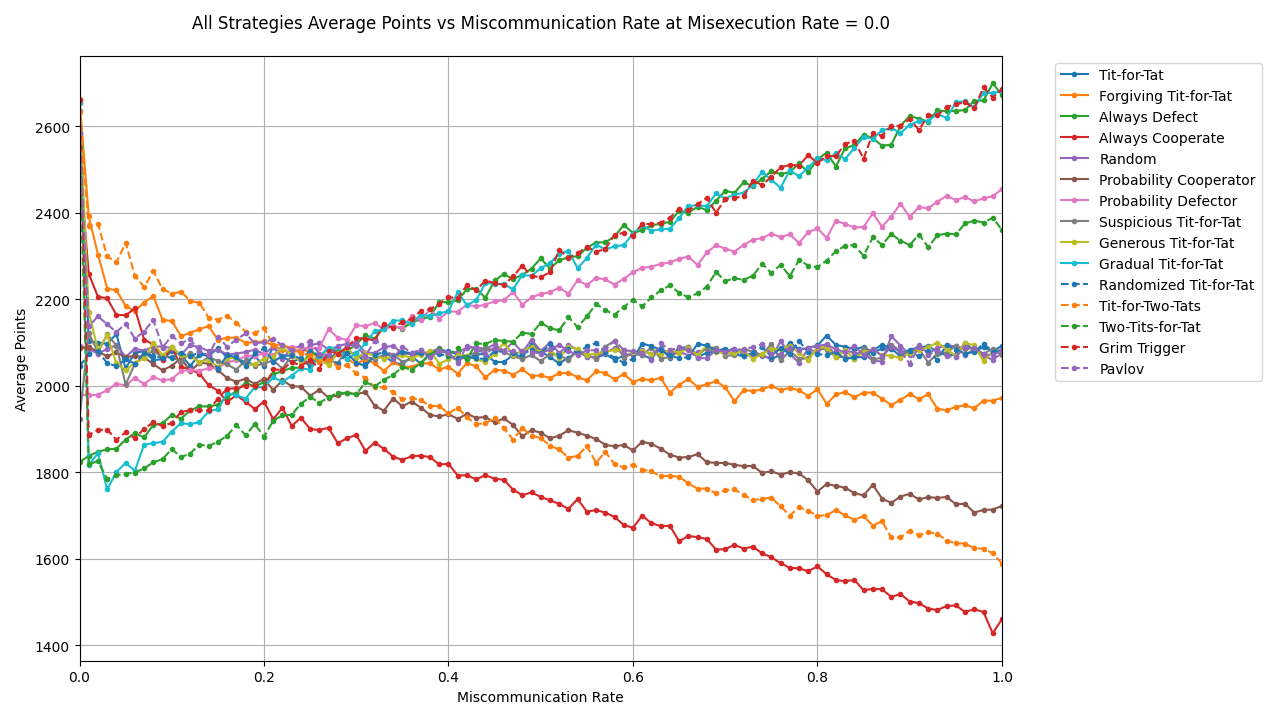 All Strategies Average Points vs Miscommunication Rate at Misexecution Rate = 0.0
Average Points
2600
2400
2200
2000
1800
1600
1400
0.0 0.2 0.4 0.6 0.8 1.0
Miscommunication Rate
Tit-for-Tat
Forgiving Tit-for-Tat
Always Defect
Always Cooperate
Random
Probability Cooperator
Probability Defector
Suspicious Tit-for-Tat
Generous Tit-for-Tat
Gradual Tit-for-Tat
Randomized Tit-for-Tat
Tit-for-Two-Tats
Two-Tits-for-Tat
Grim Trigger
Pavlov